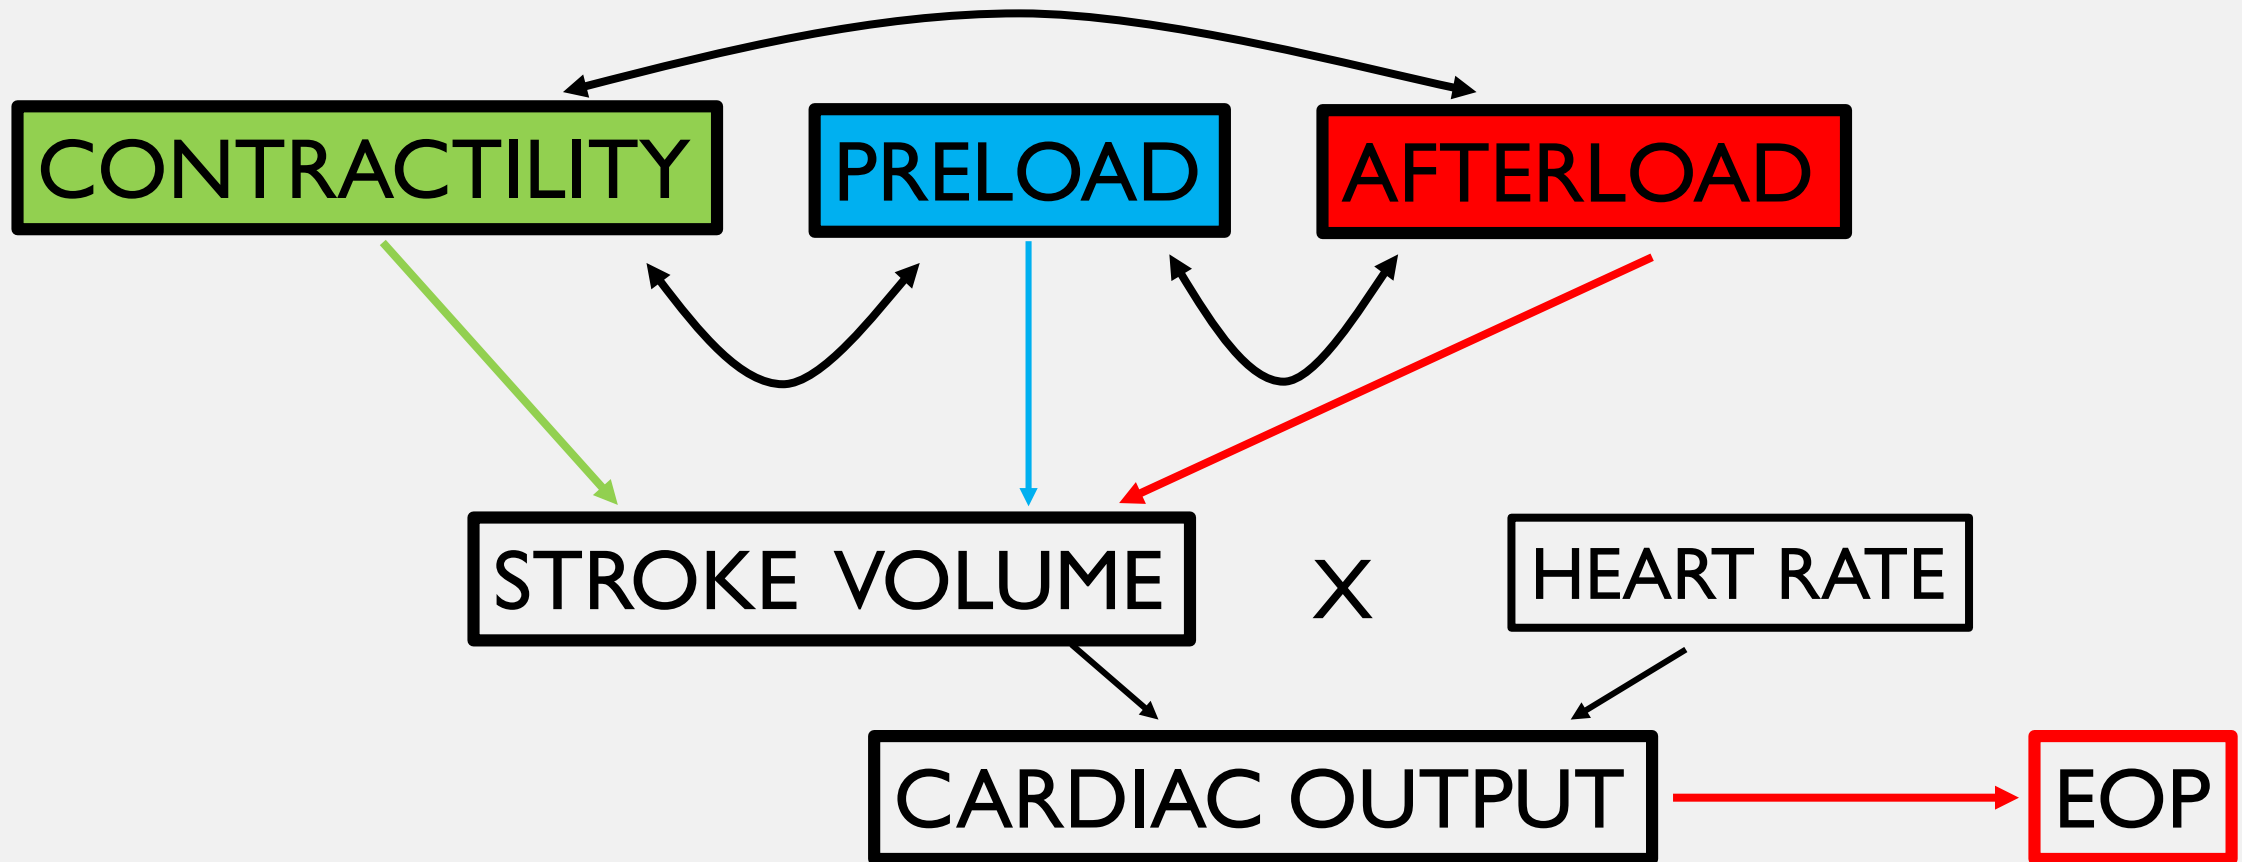 CONTRACTILITY
PRELOAD
AFTERLOAD
STROKE VOLUME
X
HEART RATE
CARDIAC OUTPUT
EOP